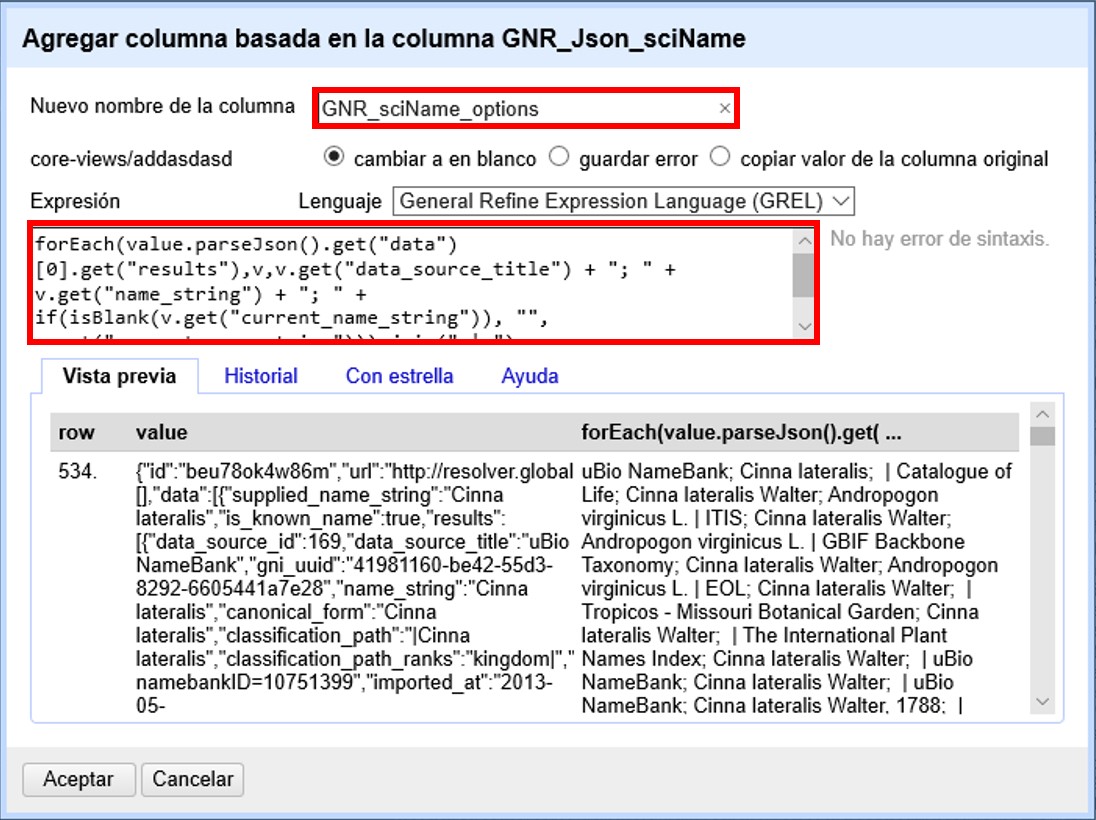 Agregar columna basada en la columna GNR_Json_sciName
Nuevo nombre de la columna GNR_sciName_options ×
core-views/addasdasd cambiar a en blanco guardar error copiar valor de la columna original
Expresión Lenguaje General Refine Expression Language (GREL)
forEach(value.parseJson().get("data")
[0].get("results"),v,v.get("data_source_title") + "; " +
v.get("name_string") + "; " +
if(isBlank(v.get("current_name_string")), "",
No hay error de sintaxis.
Vista previa Historial Con estrella Ayuda
row value forEach(value.parseJson().get( ...
534. {"id":"beu78ok4w86m","url":"http://resolver.global uBio NameBank; Cinna lateralis; | Catalogue of
[],"data":[{"supplied_name_string":"Cinna Life; Cinna lateralis Walter; Andropogon
lateralis","is_known_name":true,"results": virginicus L. | ITIS; Cinna lateralis Walter;
[{"data_source_id":169,"data_source_title":"uBio Andropogon virginicus L. | GBIF Backbone
NameBank","gni_uuid":"41981160-be42-55d3- Taxonomy; Cinna lateralis Walter; Andropogon
8292-6605441a7e28","name_string":"Cinna virginicus L. | EOL; Cinna lateralis Walter; |
lateralis","canonical_form":"Cinna Tropicos - Missouri Botanical Garden; Cinna
lateralis","classification_path":"|Cinna lateralis Walter; | The International Plant
lateralis","classification_path_ranks":"kingdom|"," Names Index; Cinna lateralis Walter; | uBio
namebankID=10751399","imported_at":"2013- NameBank; Cinna lateralis Walter; | uBio
05- NameBank; Cinna lateralis Walter, 1788; |
Aceptar Cancelar